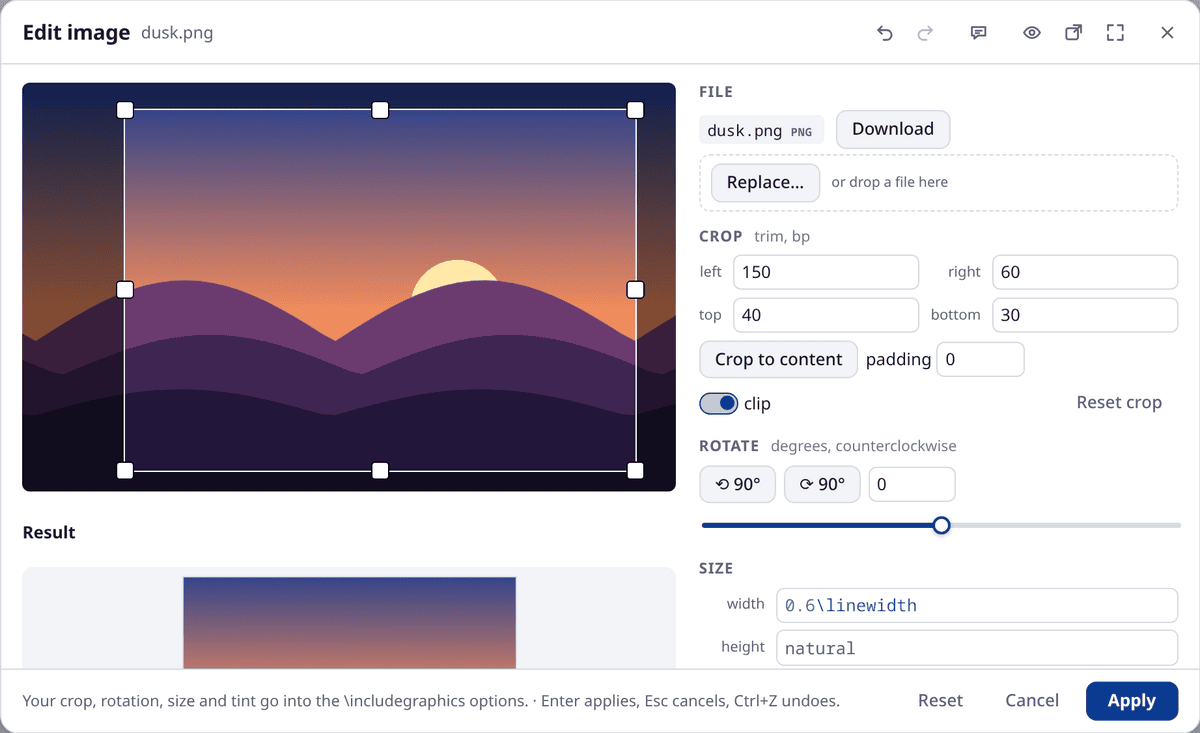 Edit image dusk.png
FILE
dusk.png PNG Download
Replace... or drop a file here
CROP trim, bp
left 150 right 60
top 40 bottom 30
Crop to content padding 0
clip Reset crop
ROTATE degrees, counterclockwise
⟲ 90° ⟳ 90° 0
Result
SIZE
width 0.6\linewidth
height natural
Your crop, rotation, size and tint go into the \includegraphics options. · Enter applies, Esc cancels, Ctrl+Z undoes.
Reset Cancel Apply